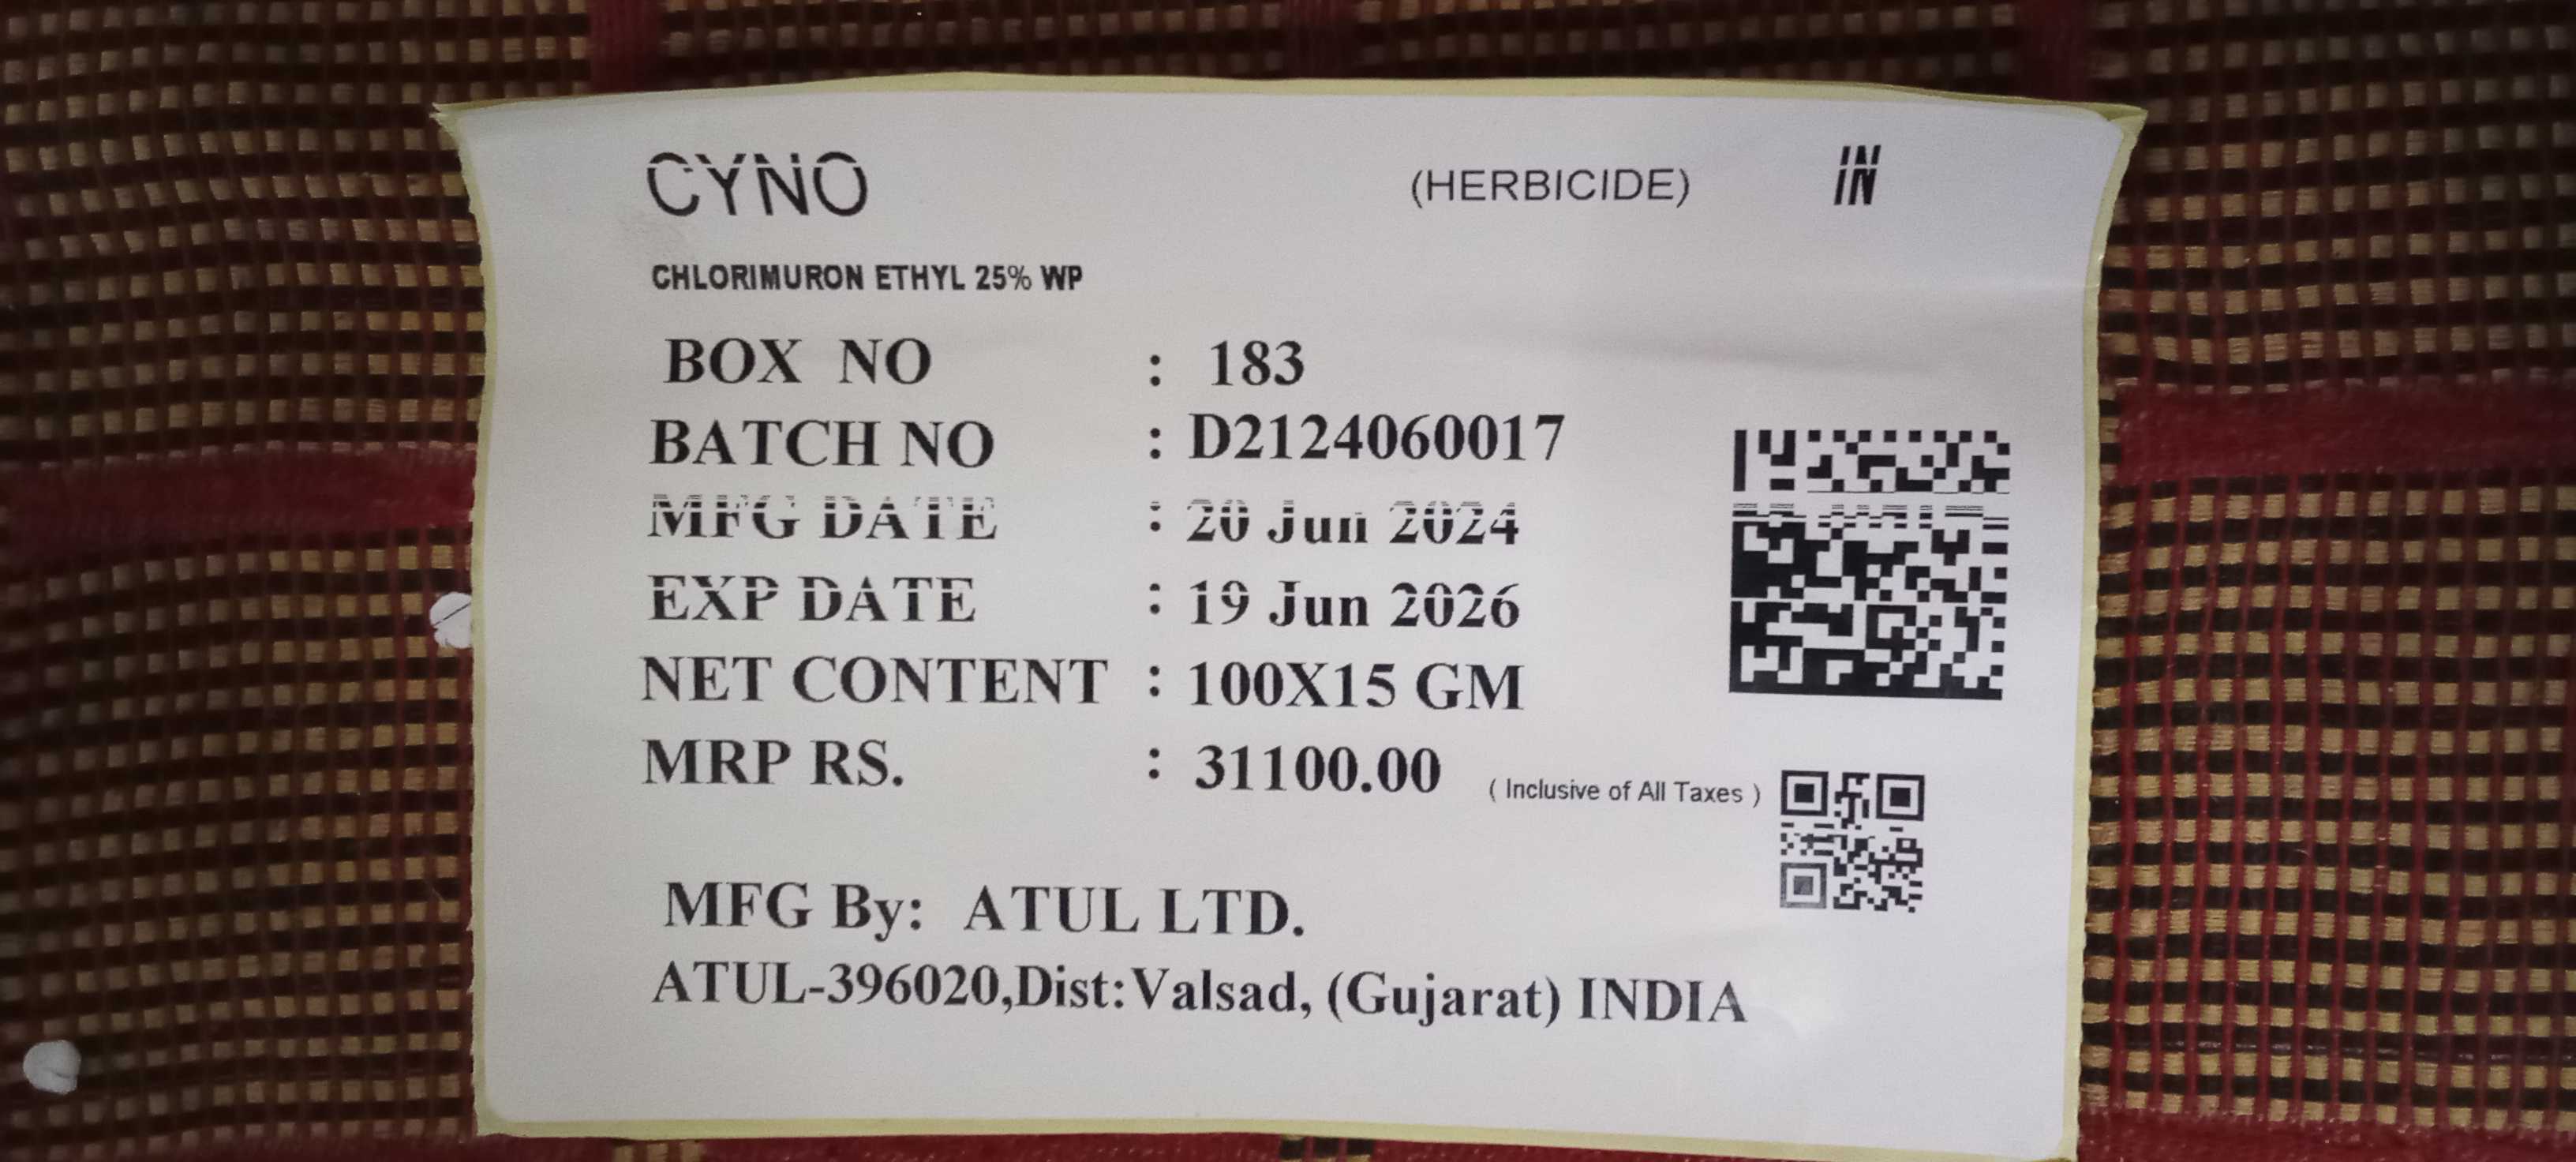 CYNO (HERBICIDE) IN
CHLORIMURON ETHYL 25% WP
BOX NO : 183
BATCH NO : D2124060017
MFG DATE : 20 Jun 2024
EXP DATE : 19 Jun 2026
NET CONTENT : 100X15 GM
MRP RS. : 31100.00 ( Inclusive of All Taxes )
MFG By: ATUL LTD.
ATUL-396020,Dist:Valsad, (Gujarat) INDIA